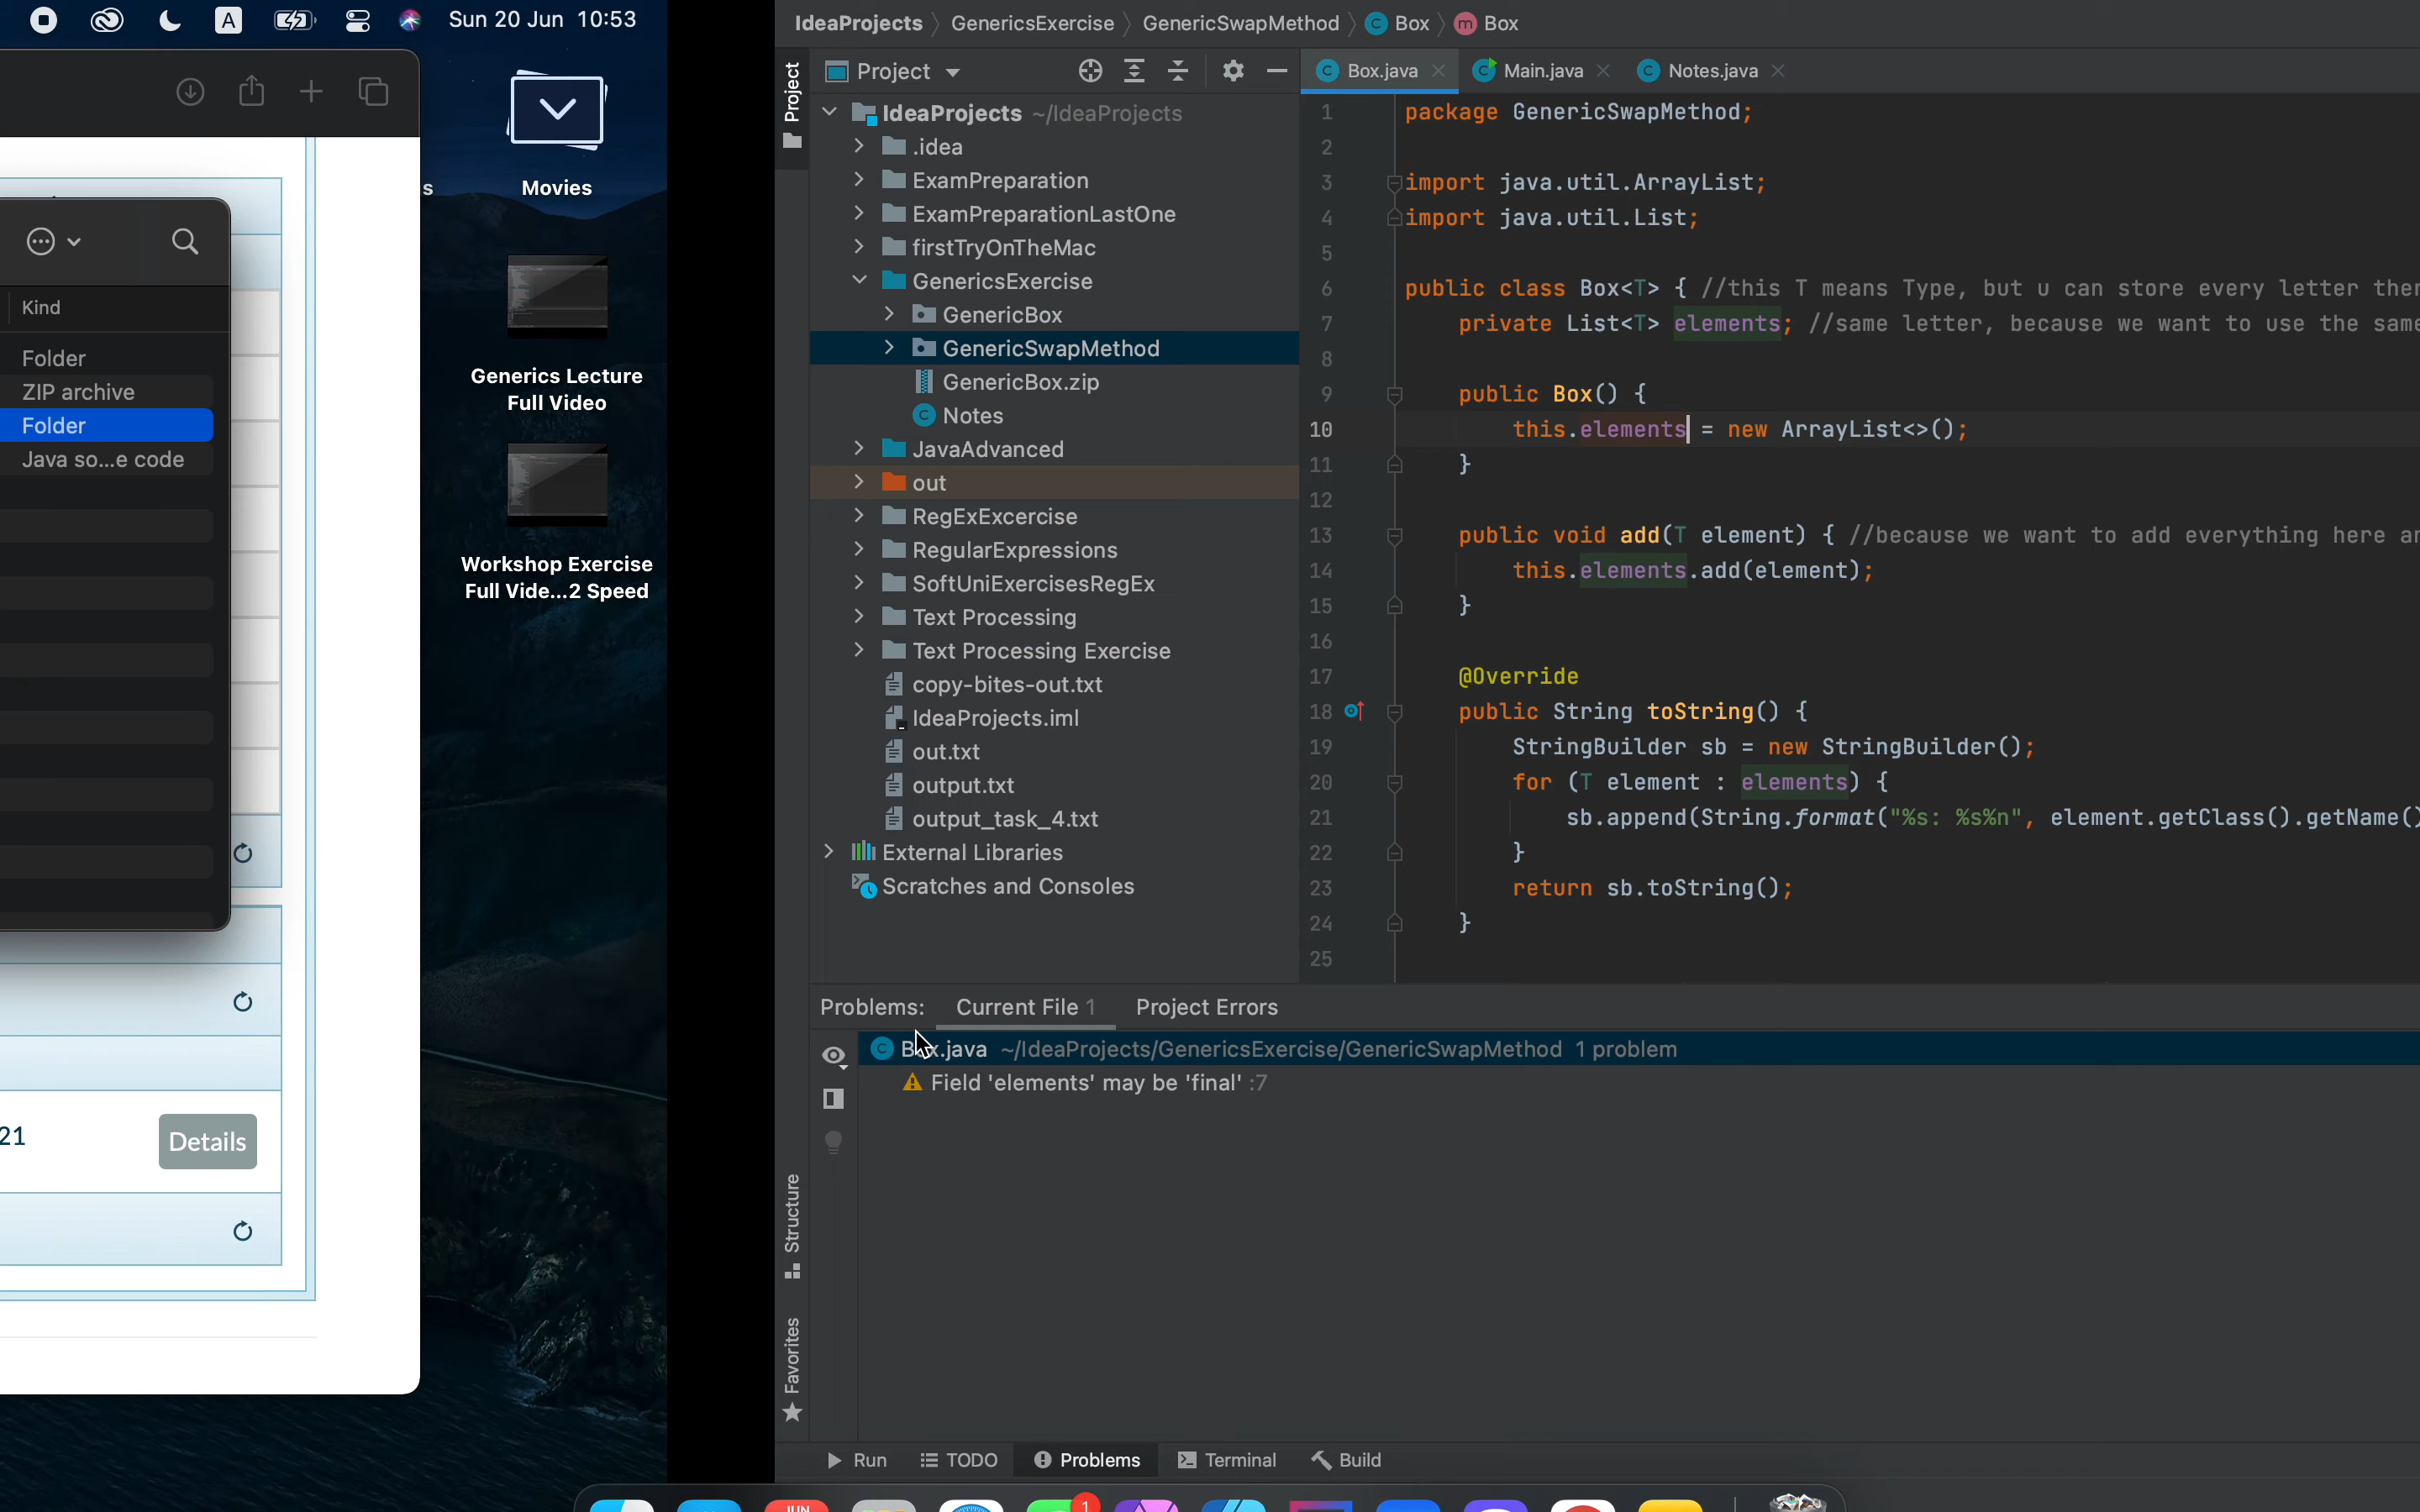 A
Sun 20 Jun 10:53
Kind
Folder
ZIP archive
Folder
Java so...e code
21
Details
s
Movies
Generics Lecture
Full Video
Workshop Exercise
Full Vide...2 Speed
IdeaProjects
GenericsExercise
GenericSwapMethod
C Box
m Box
Project
Structure
Favorites
Project
IdeaProjects ~/IdeaProjects
.idea
ExamPreparation
ExamPreparationLastOne
firstTryOnTheMac
GenericsExercise
GenericBox
GenericSwapMethod
GenericBox.zip
C Notes
JavaAdvanced
out
RegExExcercise
RegularExpressions
SoftUniExercisesRegEx
Text Processing
Text Processing Exercise
copy-bites-out.txt
IdeaProjects.iml
out.txt
output.txt
output_task_4.txt
External Libraries
Scratches and Consoles
C Box.java
C Main.java
C Notes.java
1 package GenericSwapMethod;
2
3 import java.util.ArrayList;
4 import java.util.List;
5
6 public class Box<T> { //this T means Type, but u can store every letter
7 private List<T> elements; //same letter, because we want to use the
8
9 public Box() {
10 this.elements = new ArrayList<>();
11 }
12
13 public void add(T element) { //because we want to add everything here
14 this.elements.add(element);
15 }
16
17 @Override
18 public String toString() {
19 StringBuilder sb = new StringBuilder();
20 for (T element : elements) {
21 sb.append(String.format("%s: %s%n", element.getClass().getName()
22 }
23 return sb.toString();
24 }
25
Problems:
Current File 1
Project Errors
C Box.java ~/IdeaProjects/GenericsExercise/GenericSwapMethod 1 problem
Field 'elements' may be 'final' :7
Run
TODO
Problems
Terminal
Build
JUN
1